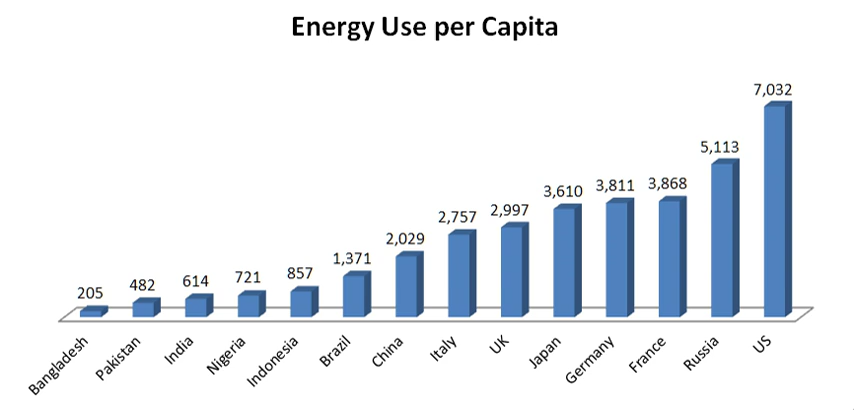 Energy Use per Capita
7,032
5,113
3,868
3,811
3,610
2,997
2,757
2,029
1,371
857
721
614
482
205
Bangladesh
Pakistan
India
Nigeria
Indonesia
Brazil
China
Italy
UK
Japan
Germany
France
Russia
US